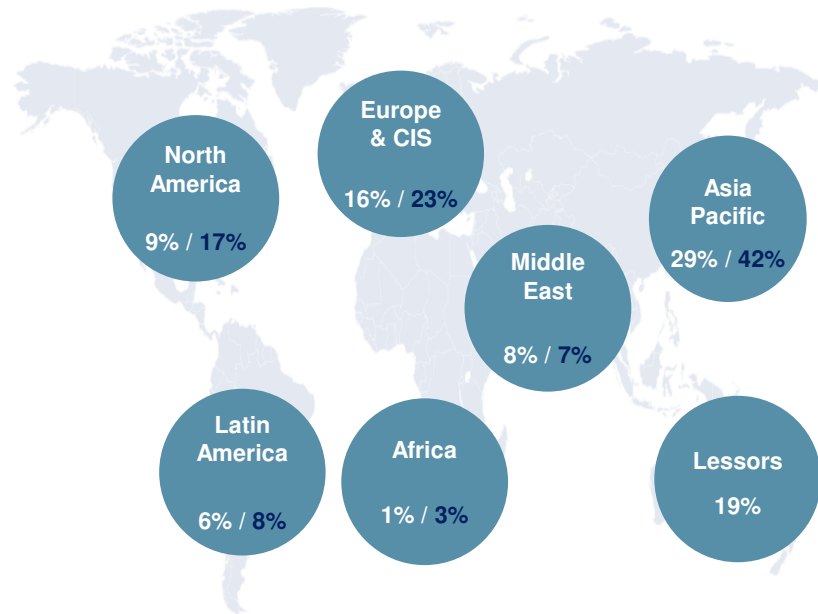 Europe
& CIS
16% / 23%
North
America
9% / 17%
Asia
Pacific
29% / 42%
Middle
East
8% / 7%
Latin
America
6% / 8%
Africa
1% / 3%
Lessors
19%